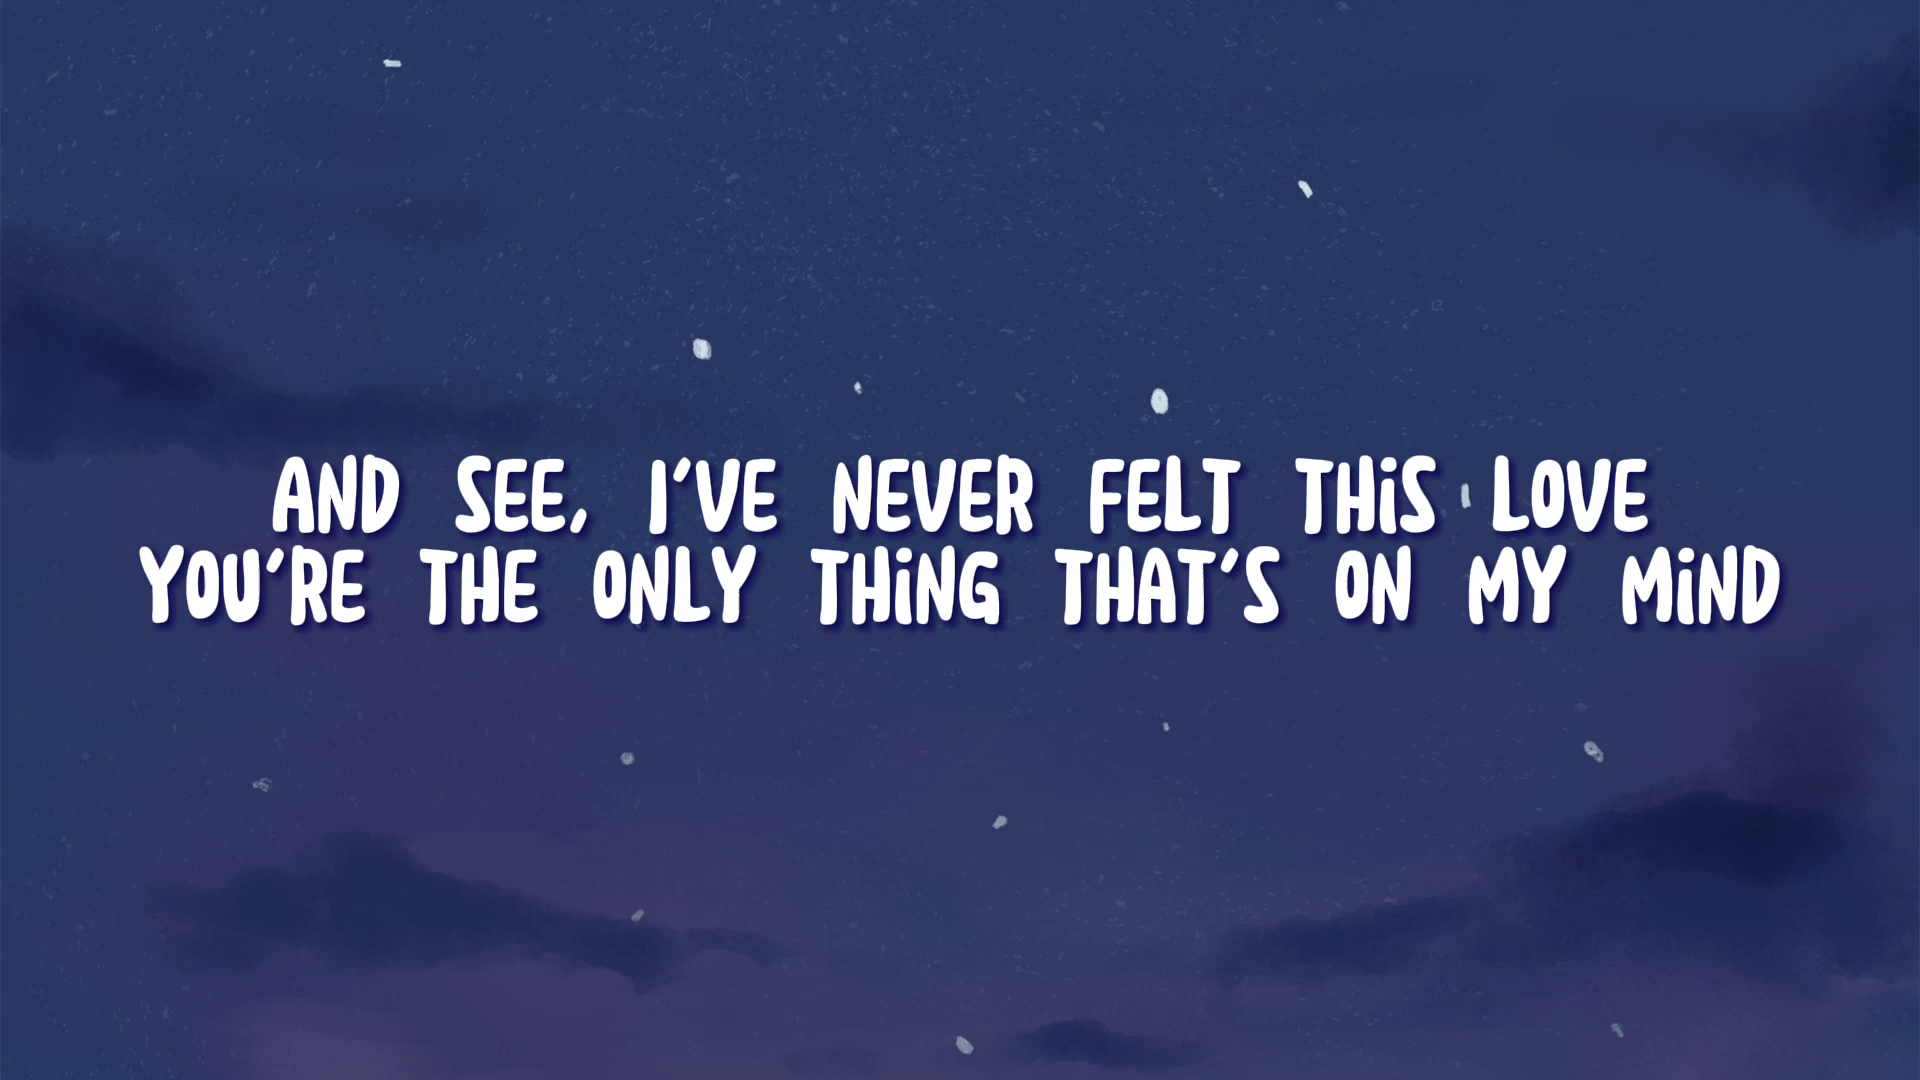 AND SEE, I'VE NEVER FELT THiS LOVE
YOU'RE THE ONLY THiNG THAT'S ON MY MiND